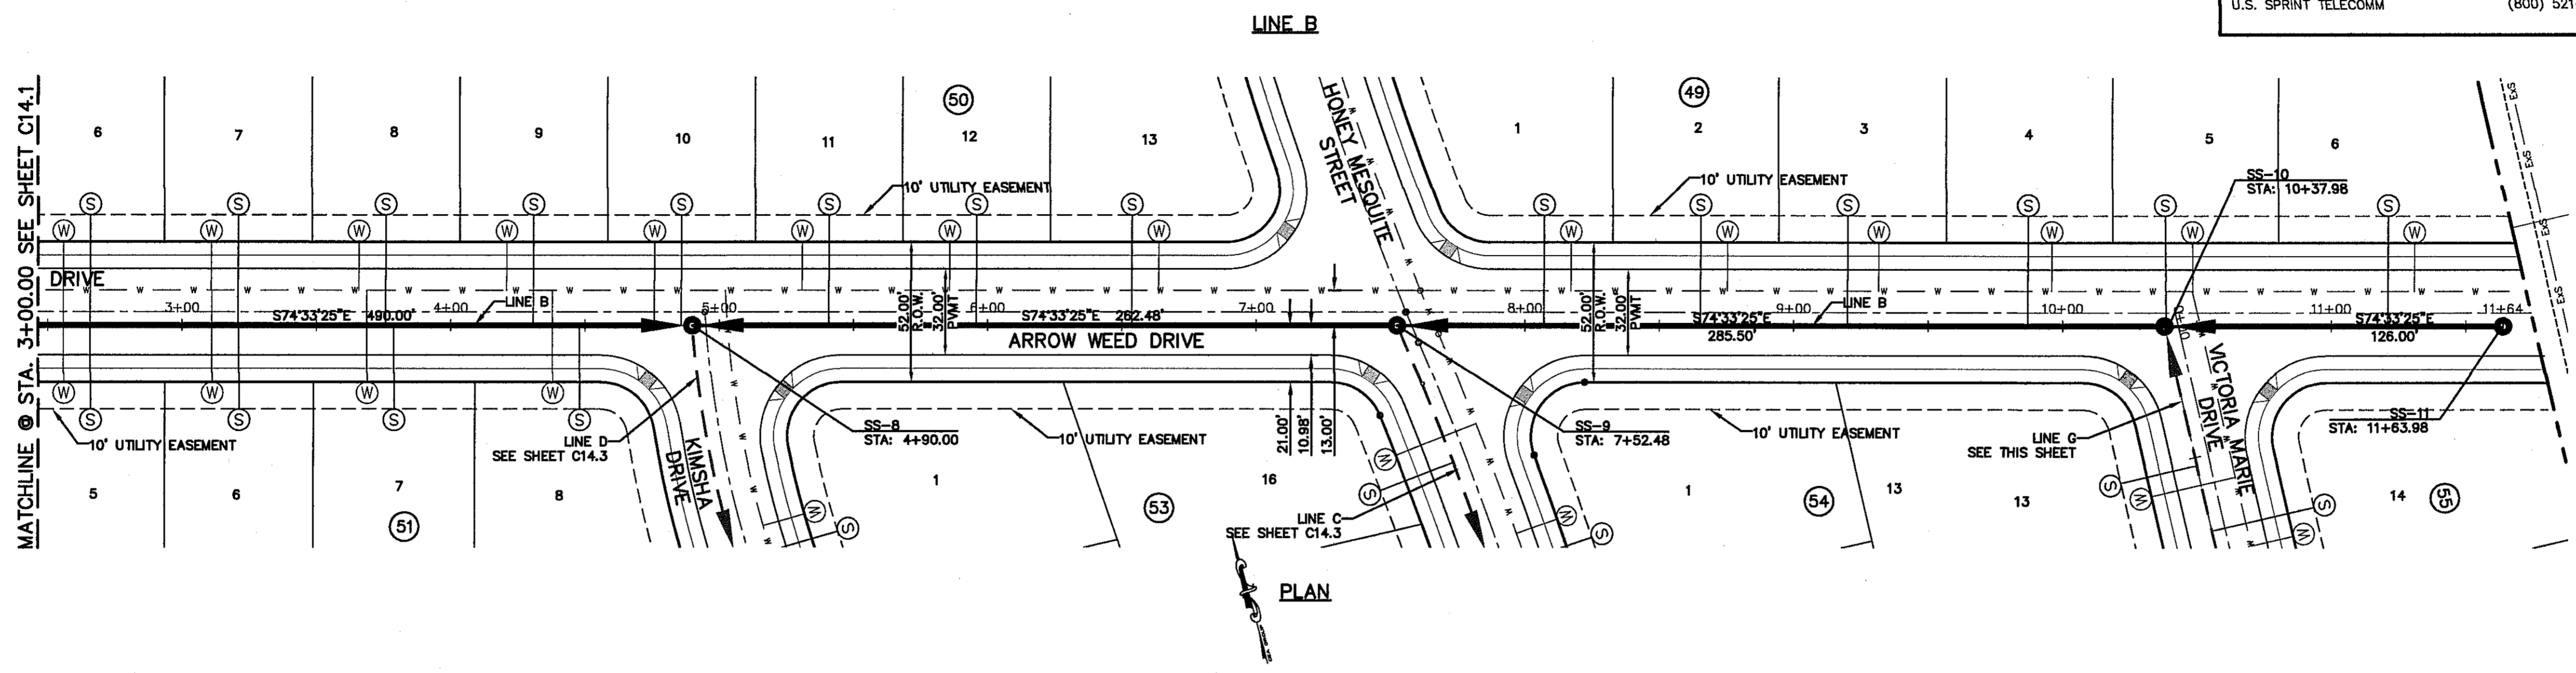 LINE B
U.S. SPRINT TELECOMM (800) 521
MATCHLINE @ STA. 3+00.00 SEE SHEET C14.1
50
49
6 7 8 9 10 11 12 13
1 2 3 4 5 6
HONEY MESQUITE
STREET
10' UTILITY EASEMENT
10' UTILITY EASEMENT
SS-10
STA: 10+37.98
S S S S S S S S S S S S S S
W W W W W W W W W W W W W W
ExS ExS ExS ExS
DRIVE
52.00'
R.O.W.
32.00'
PVMT
52.00'
R.O.W.
32.00'
PVMT
3+00 4+00 5+00 6+00 7+00 8+00 9+00 10+00 11+00 11+64
LINE B
LINE B
S74°33'25"E 490.00'
S74°33'25"E 262.48'
S74°33'25"E
285.50'
S74°33'25"E
126.00'
ARROW WEED DRIVE
W W W W
S S S S
10' UTILITY EASEMENT
LINE D
SEE SHEET C14.3
KIMSHA
DRIVE
SS-8
STA: 4+90.00
10' UTILITY EASEMENT
21.00'
10.98'
13.00'
SS-9
STA: 7+52.48
10' UTILITY EASEMENT
LINE G
SEE THIS SHEET
VICTORIA MARIE
DRIVE
SS-11
STA: 11+63.98
5 6 7 8
51
1
53
16
LINE C
SEE SHEET C14.3
1
54
13
13
14
55
W S W S W S S W S W
PLAN